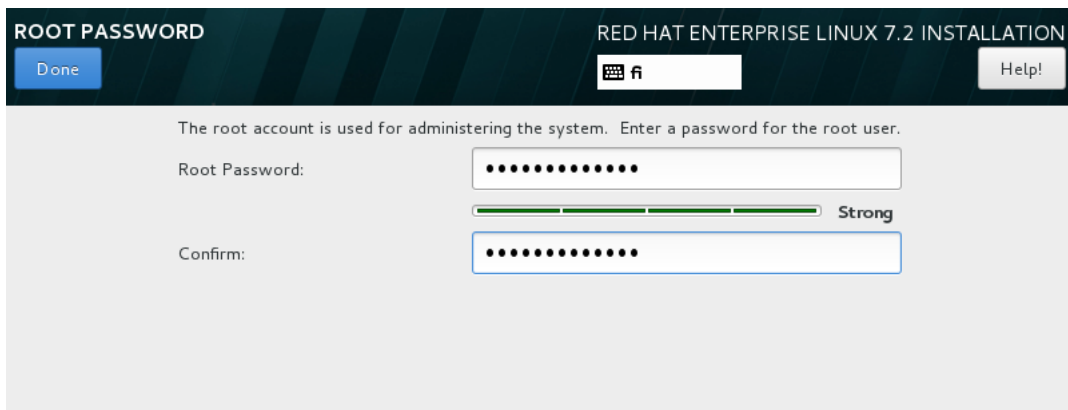 ROOT PASSWORD
RED HAT ENTERPRISE LINUX 7.2 INSTALLATION
Done
fi
Help!
The root account is used for administering the system. Enter a password for the root user.
Root Password:
•••••••••••••
Strong
Confirm:
•••••••••••••